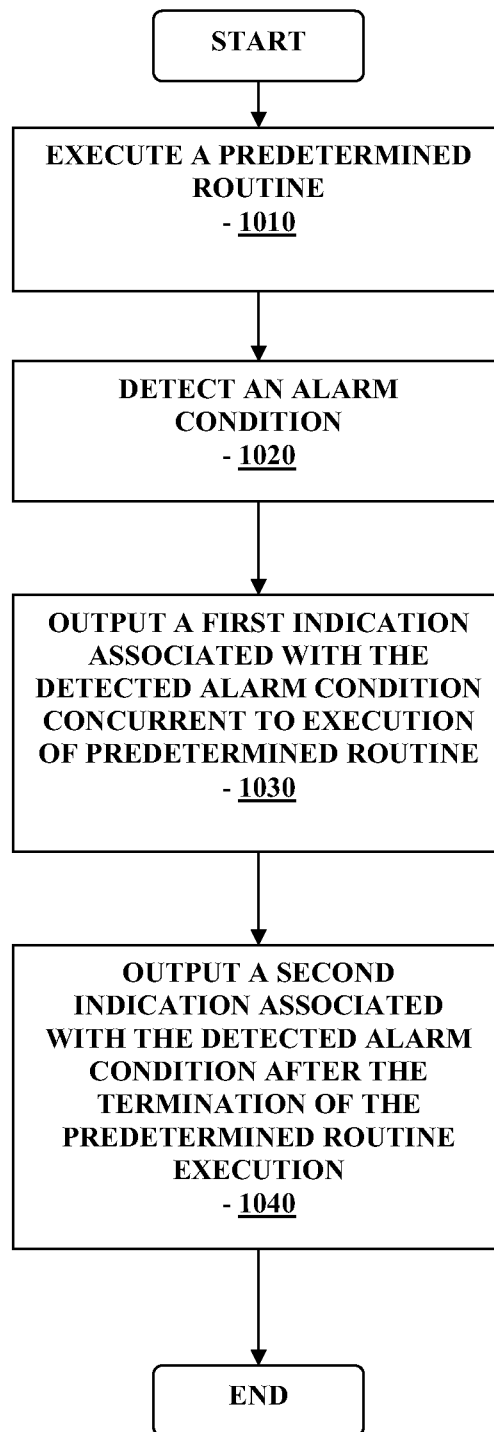 START
EXECUTE A PREDETERMINED
ROUTINE
- 1010
DETECT AN ALARM
CONDITION
- 1020
OUTPUT A FIRST INDICATION
ASSOCIATED WITH THE
DETECTED ALARM CONDITION
CONCURRENT TO EXECUTION
OF PREDETERMINED ROUTINE
- 1030
OUTPUT A SECOND
INDICATION ASSOCIATED
WITH THE DETECTED ALARM
CONDITION AFTER THE
TERMINATION OF THE
PREDETERMINED ROUTINE
EXECUTION
- 1040
END